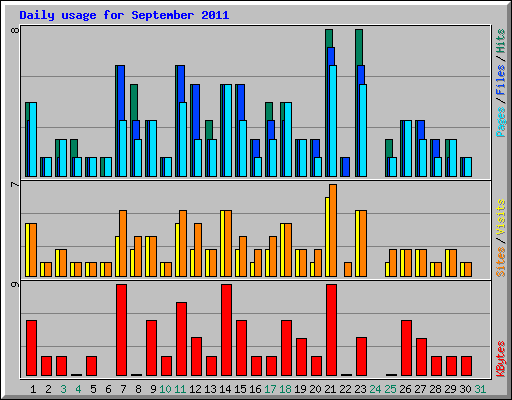 Daily usage for September 2011
8
Pages / Files / Hits
7
Sites / Visits
9
KBytes
1 2 3 4 5 6 7 8 9 10 11 12 13 14 15 16 17 18 19 20 21 22 23 24 25 26 27 28 29 30 31